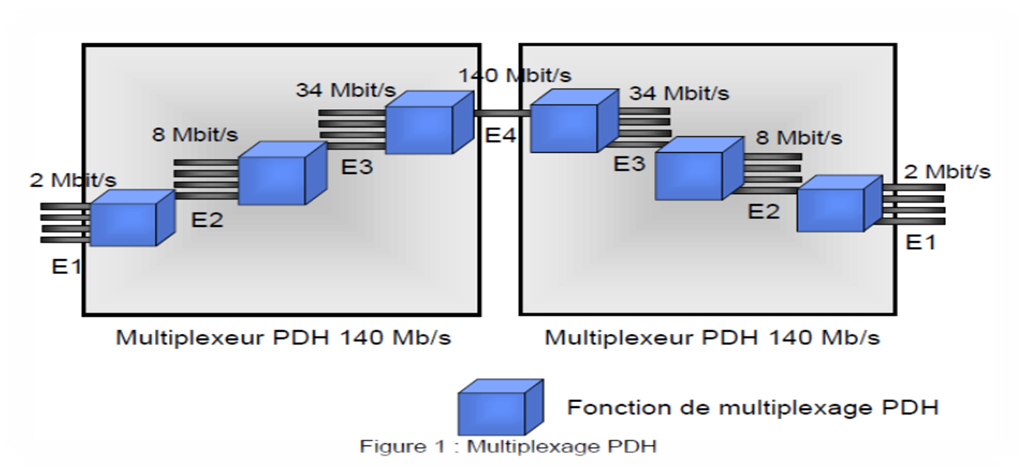 140 Mbit/s
34 Mbit/s
34 Mbit/s
8 Mbit/s
8 Mbit/s
E4
2 Mbit/s
E3
E3
2 Mbit/s
E2
E2
E1
E1
Multiplexeur PDH 140 Mb/s
Multiplexeur PDH 140 Mb/s
Fonction de multiplexage PDH
Figure 1 : Multiplexage PDH